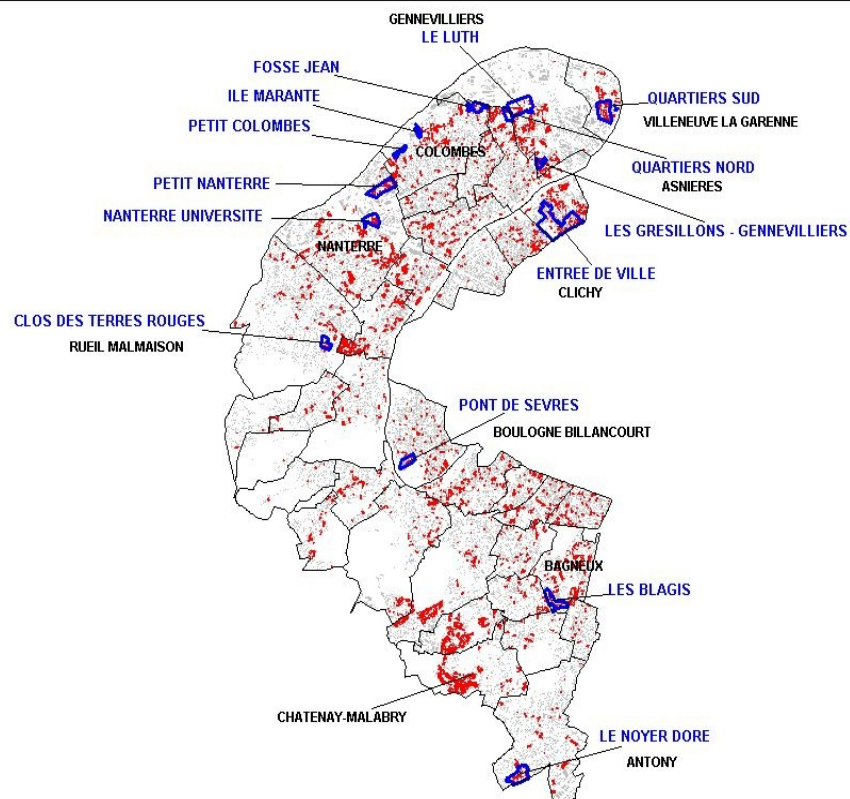 GENNEVILLIERS
LE LUTH
FOSSE JEAN
ILE MARANTE
QUARTIERS SUD
PETIT COLOMBES
VILLENEUVE LA GARENNE
COLOMBES
QUARTIERS NORD
PETIT NANTERRE
ASNIERES
NANTERRE UNIVERSITE
LES GRESILLONS - GENNEVILLIERS
NANTERRE
ENTREE DE VILLE
CLICHY
CLOS DES TERRES ROUGES
RUEIL MALMAISON
PONT DE SEVRES
BOULOGNE BILLANCOURT
BAGNEUX
LES BLAGIS
CHATENAY-MALABRY
LE NOYER DORE
ANTONY